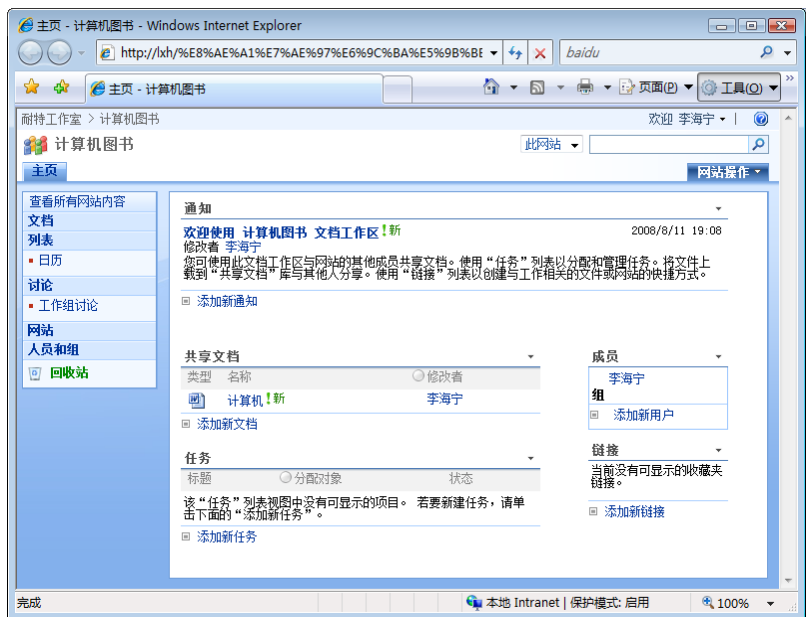 主页 - 计算机图书 - Windows Internet Explorer
http://lxh/%E8%AE%A1%E7%AE%97%E6%9C%BA%E5%9B%BE
baidu
主页 - 计算机图书
页面(P)
工具(O)
耐特工作室 > 计算机图书
欢迎 李海宁
计算机图书
此网站
主页
网站操作
查看所有网站内容
文档
列表
日历
讨论
工作组讨论
网站
人员和组
回收站
通知
欢迎使用 计算机图书 文档工作区!新
2008/8/11 19:08
修改者 李海宁
您可使用此文档工作区与网站的其他成员共享文档。使用“任务”列表以分配和管理任务。将文件上
载到“共享文档”库与其他人分享。使用“链接”列表以创建与工作相关的文件或网站的快捷方式。
添加新通知
共享文档
类型 名称 修改者
计算机!新 李海宁
添加新文档
任务
标题 分配对象 状态
该“任务”列表视图中没有可显示的项目。 若要新建任务，请单
击下面的“添加新任务”。
添加新任务
成员
李海宁
组
添加新用户
链接
当前没有可显示的收藏夹
链接。
添加新链接
完成
本地 Intranet | 保护模式: 启用
100%